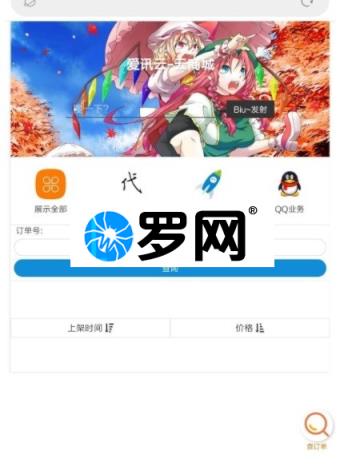 爱讯云-云商城
Biu~发射
代
展示全部
QQ业务
订单号:
罗网®
查询
上架时间
价格
查订单